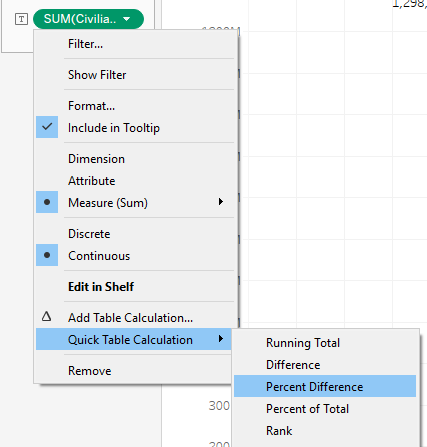 1,298,
T SUM(Civilia..
Filter...
Show Filter
Format...
Include in Tooltip
Dimension
Attribute
Measure (Sum)
Discrete
Continuous
Edit in Shelf
Add Table Calculation...
Quick Table Calculation
Remove
Running Total
Difference
Percent Difference
Percent of Total
Rank
300